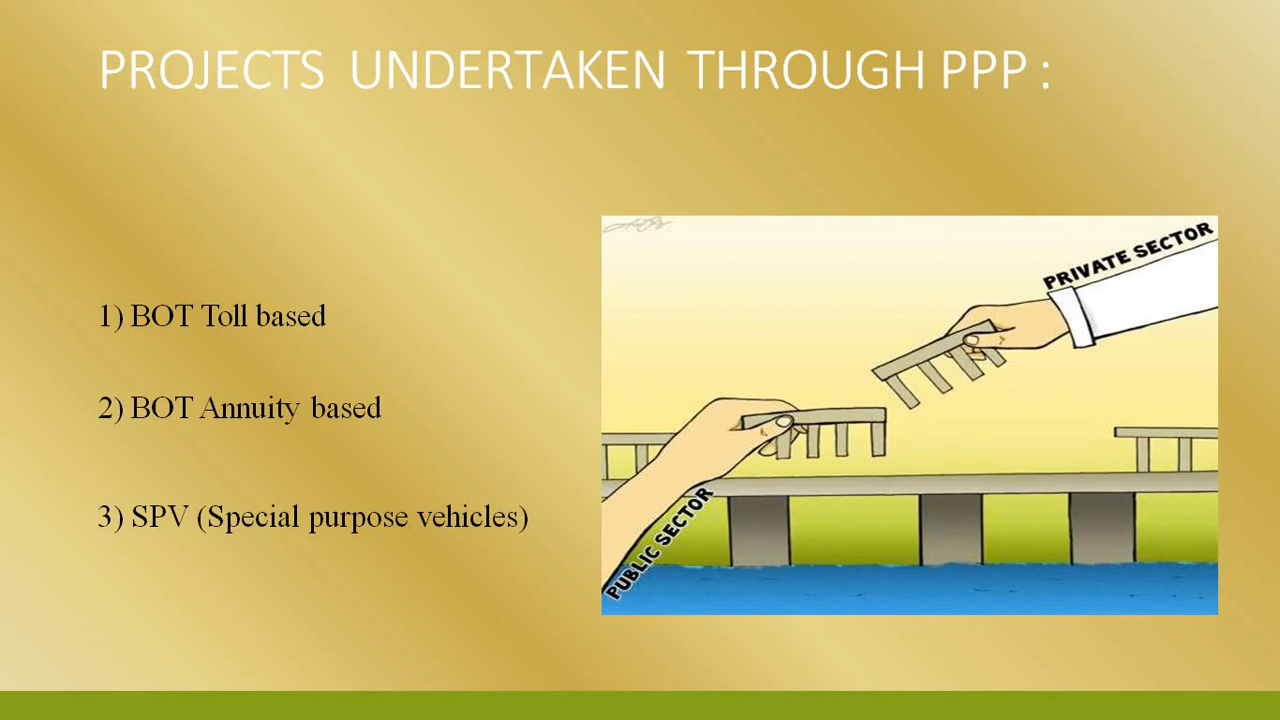 PROJECTS UNDERTAKEN THROUGH PPP :
1) BOT Toll based
2) BOT Annuity based
3) SPV (Special purpose vehicles)
PRIVATE SECTOR
PUBLIC SECTOR